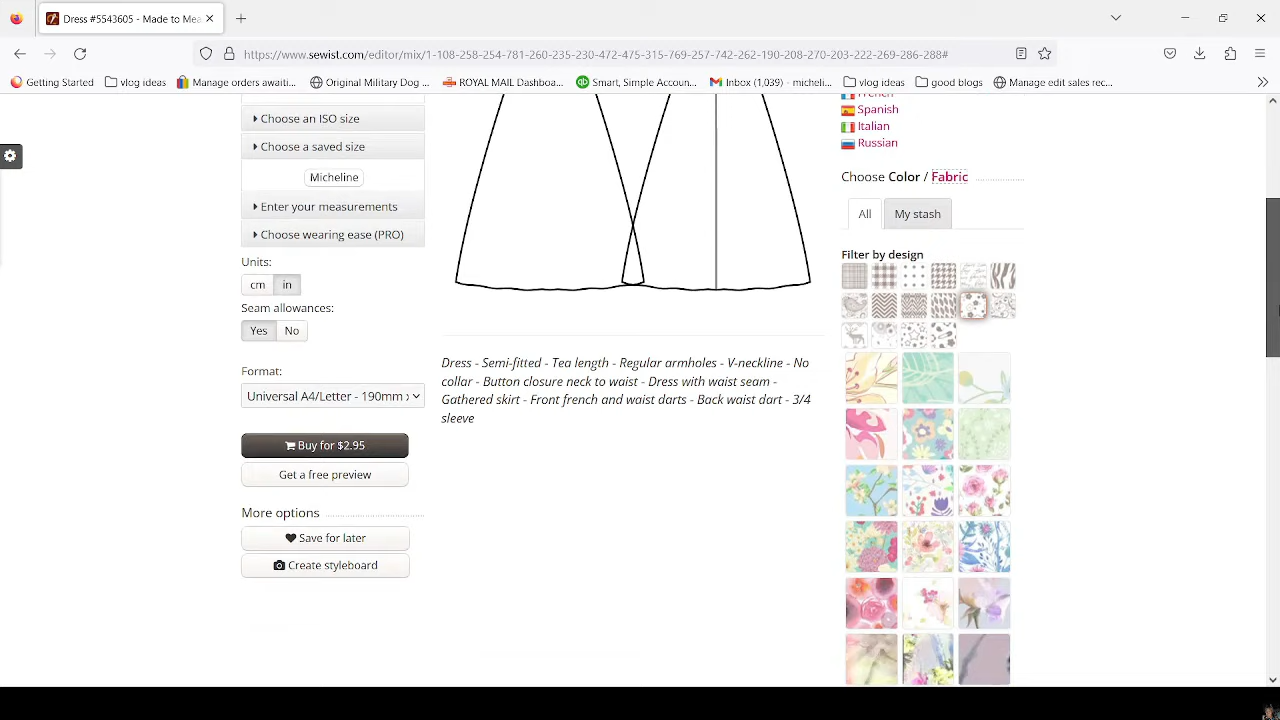 Dress #5543605 - Made to Mea
https://www.sewist.com/editor/mix/1-108-258-254-781-260-235-230-472-475-315-769-257-742-262-190-208-270-203-222-269-286-288#
Getting Started
vlog ideas
Manage orders awaiti...
Original Military Dog ...
ROYAL MAIL Dashboa...
Smart, Simple Accoun...
Inbox (1,039) - micheli...
vlog ideas
good blogs
Manage edit sales rec...
Choose an ISO size
Choose a saved size
Micheline
Enter your measurements
Choose wearing ease (PRO)
Units:
cm
Seam allowances:
Yes
No
Format:
Universal A4/Letter - 190mm x
Buy for $2.95
Get a free preview
More options
Save for later
Create styleboard
Dress - Semi-fitted - Tea length - Regular armholes - V-neckline - No
collar - Button closure neck to waist - Dress with waist seam -
Gathered skirt - Front french and waist darts - Back waist dart - 3/4
sleeve
French
Spanish
Italian
Russian
Choose Color / Fabric
All
My stash
Filter by design